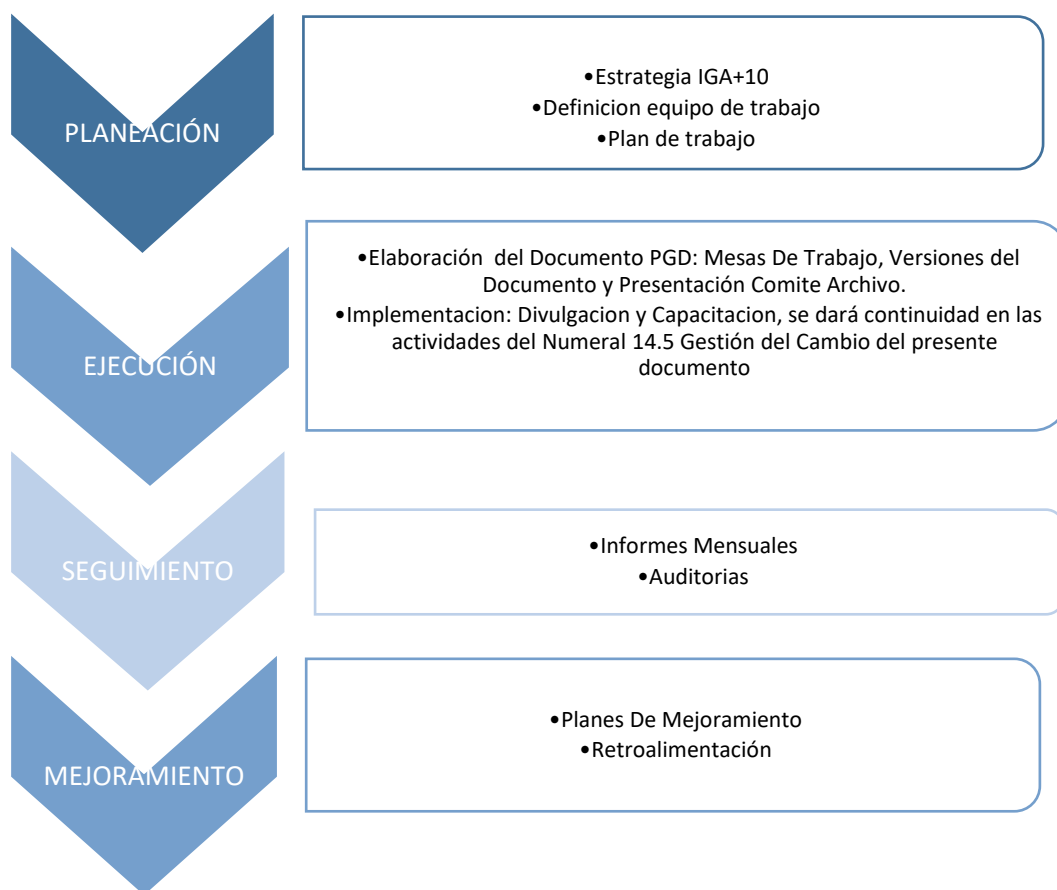 PLANEACIÓN
•Estrategia IGA+10
•Definicion equipo de trabajo
•Plan de trabajo
EJECUCIÓN
•Elaboración  del Documento PGD: Mesas De Trabajo, Versiones del
Documento y Presentación Comite Archivo.
•Implementacion: Divulgacion y Capacitacion, se dará continuidad en las
actividades del Numeral 14.5 Gestión del Cambio del presente
documento
SEGUIMIENTO
•Informes Mensuales
•Auditorias
MEJORAMIENTO
•Planes De Mejoramiento
•Retroalimentación